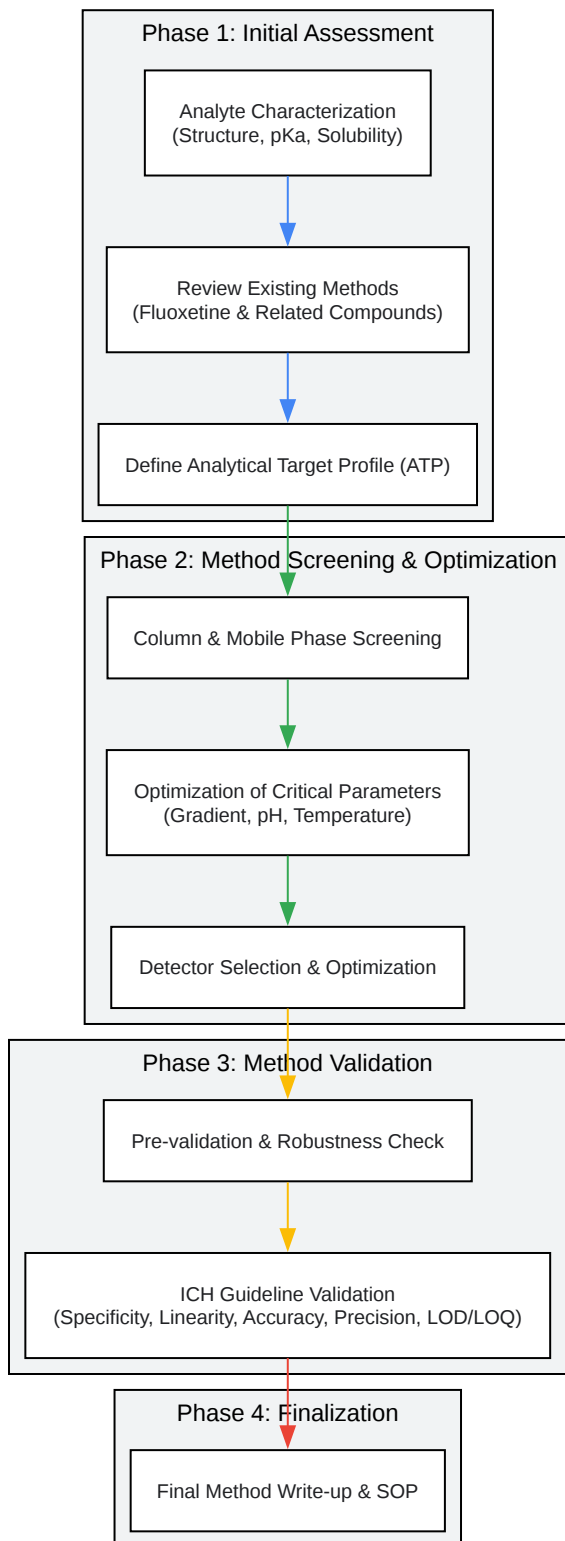 Phase 1: Initial Assessment
Analyte Characterization
(Structure, pKa, Solubility)
Review Existing Methods
(Fluoxetine & Related Compounds)
Define Analytical Target Profile (ATP)
Phase 2: Method Screening & Optimization
Column & Mobile Phase Screening
Optimization of Critical Parameters
(Gradient, pH, Temperature)
Detector Selection & Optimization
Phase 3: Method Validation
Pre-validation & Robustness Check
ICH Guideline Validation
(Specificity, Linearity, Accuracy, Precision, LOD/LOQ)
Phase 4: Finalization
Final Method Write-up & SOP